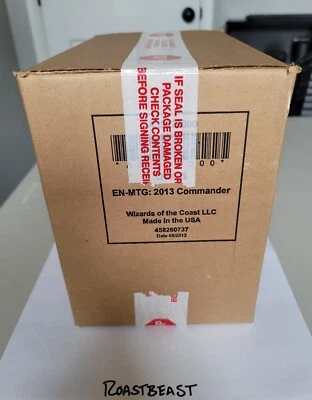 IF SEAL IS BROKEN OR
PACKAGE DAMAGED
CHECK CONTENTS
BEFORE SIGNING RECEI
EN-MTG: 2013 Commander
Wizards of the Coast LLC
Made in the USA
458260737
Date 08/2013
ROASTBEAST